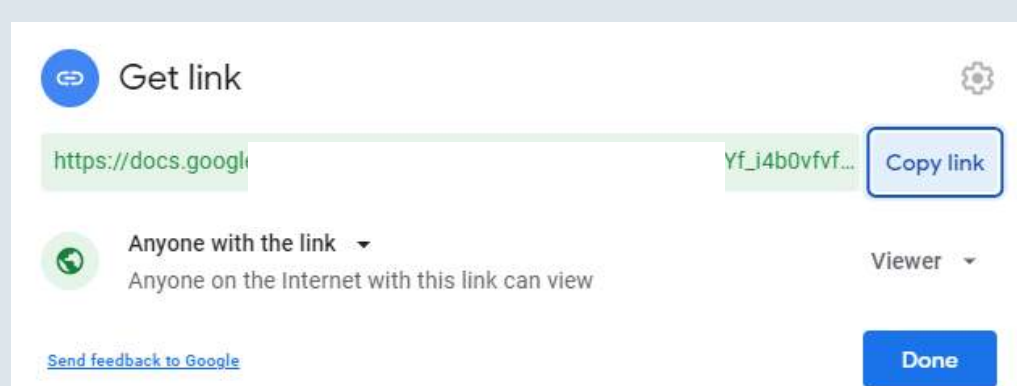 Get link
https://docs.googl Yf_i4b0vfvf... Copy link
Anyone with the link
Anyone on the Internet with this link can view
Viewer
Send feedback to Google
Done